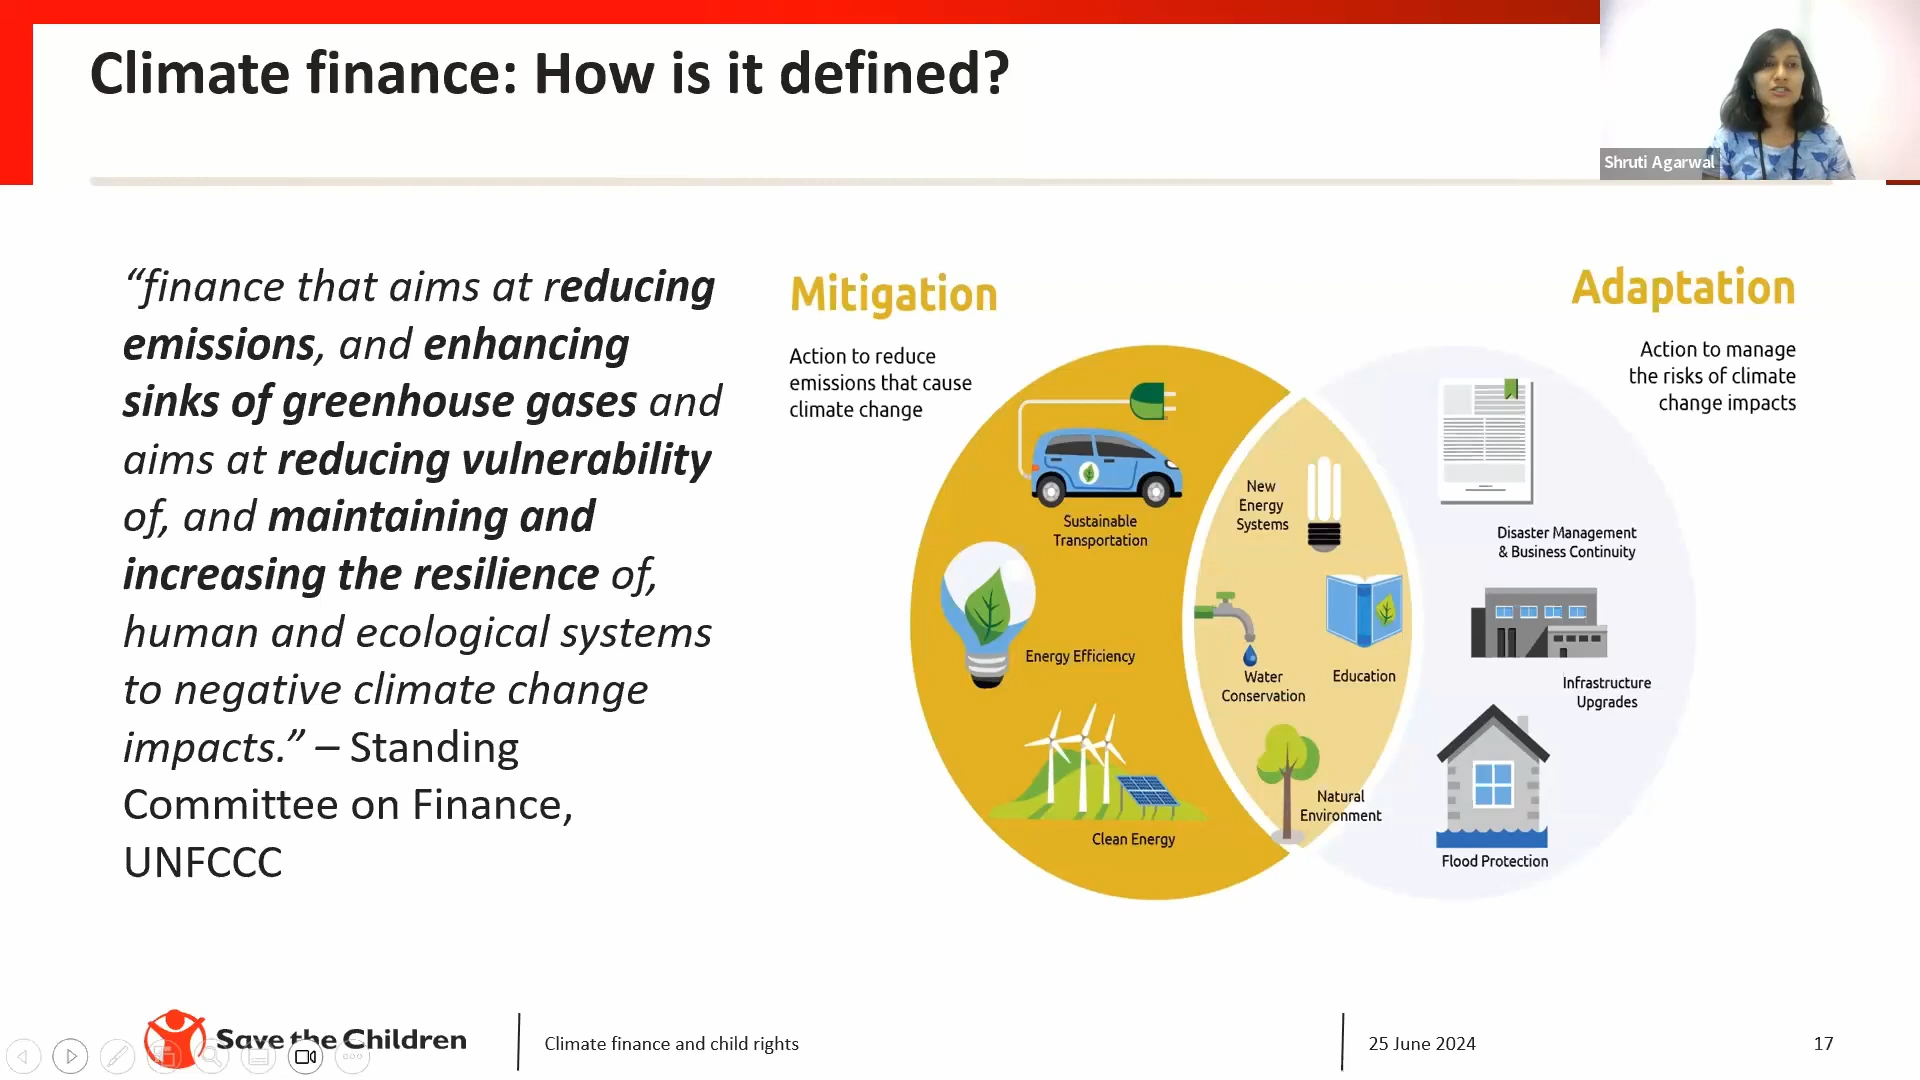 Climate finance: How is it defined?
Shruti Agarwal
“finance that aims at reducing
emissions, and enhancing
sinks of greenhouse gases and
aims at reducing vulnerability
of, and maintaining and
increasing the resilience of,
human and ecological systems
to negative climate change
impacts.” – Standing
Committee on Finance,
UNFCCC
Mitigation
Action to reduce
emissions that cause
climate change
Adaptation
Action to manage
the risks of climate
change impacts
Sustainable
Transportation
Energy Efficiency
Clean Energy
New
Energy
Systems
Water
Conservation
Education
Natural
Environment
Disaster Management
& Business Continuity
Infrastructure
Upgrades
Flood Protection
Save the Children
Climate finance and child rights
25 June 2024
17